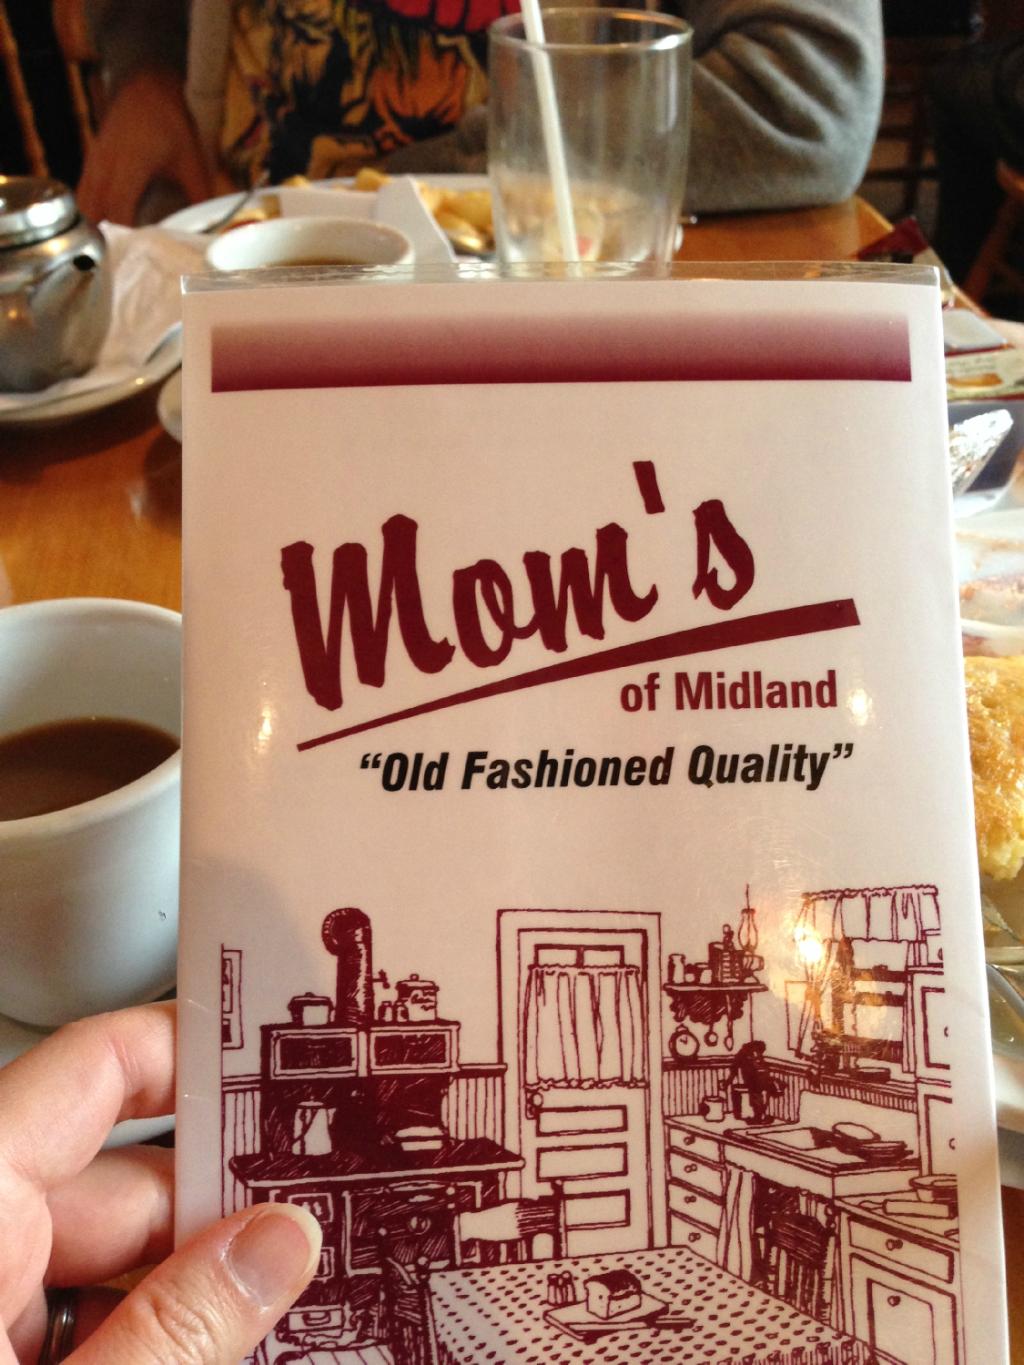 Mom's
of Midland
“Old Fashioned Quality”